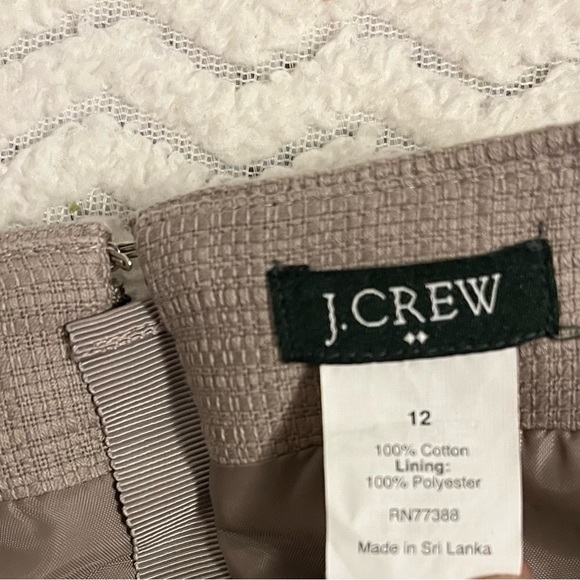 J.CREW
12
100% Cotton
Lining:
100% Polyester
RN77388
Made in Sri Lanka